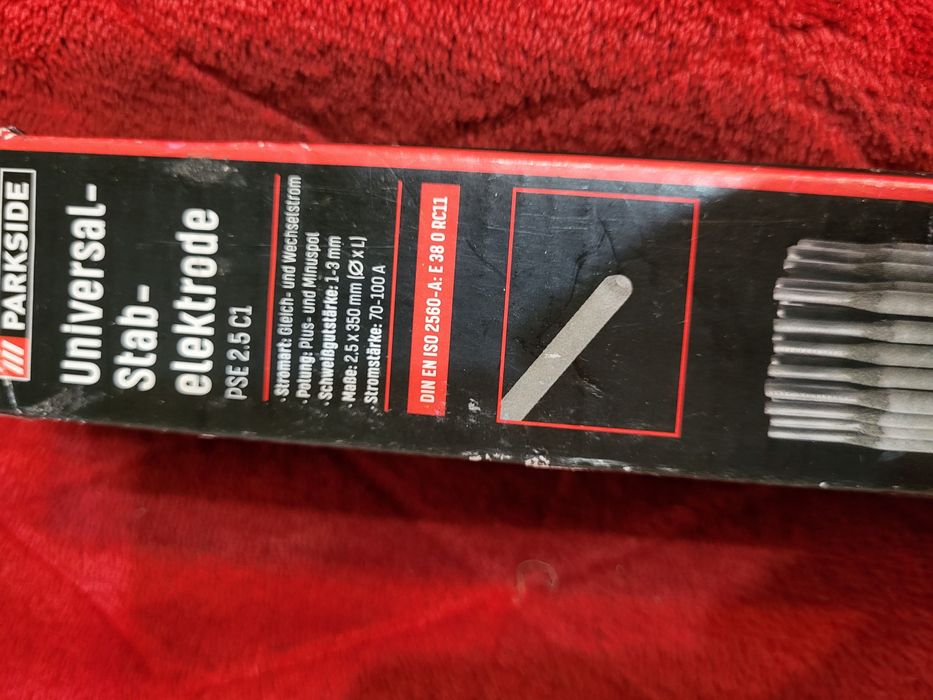 PARKSIDE
Universal-
Stab-
elektrode
PSE 2.5 C1
· Stromart: Gleich- und Wechselstrom
· Polung: Plus- und Minuspol
· Schweißgutstärke: 1-3 mm
· Maße: 2.5 x 350 mm (Ø x L)
· Stromstärke: 70-100 A
DIN EN ISO 2560-A: E 38 0 RC11